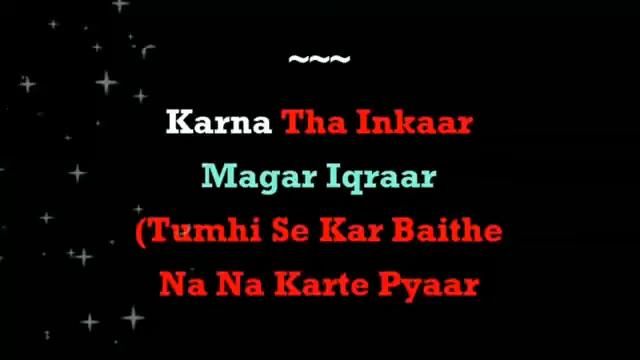 ~~~
Karna Tha Inkaar
Magar Iqraar
(Tumhi Se Kar Baithe
Na Na Karte Pyaar